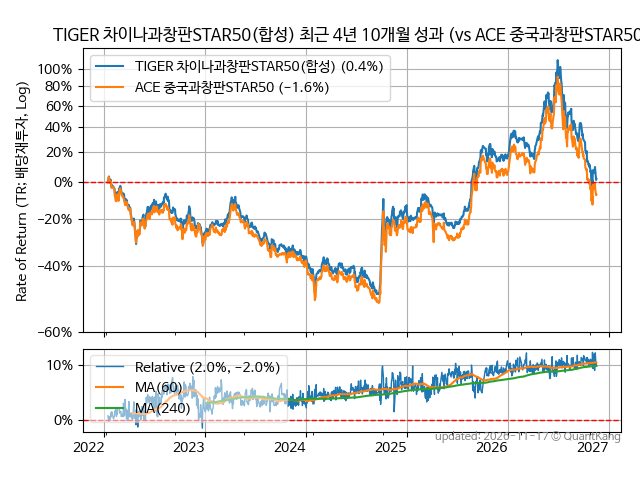 TIGER 차이나과창판STAR50(합성) 최근 4년 10개월 성과 (vs ACE 중국과창판STAR50
TIGER 차이나과창판STAR50(합성) (0.4%)
ACE 중국과창판STAR50 (−1.6%)
Rate of Return (TR: 배당재투자, Log)
100%
80%
60%
40%
20%
0%
−20%
−40%
−60%
Relative (2.0%, −2.0%)
MA(60)
MA(240)
10%
0%
2022
2023
2024
2025
2026
2027
updated: 2026-11-17 © QuantKang